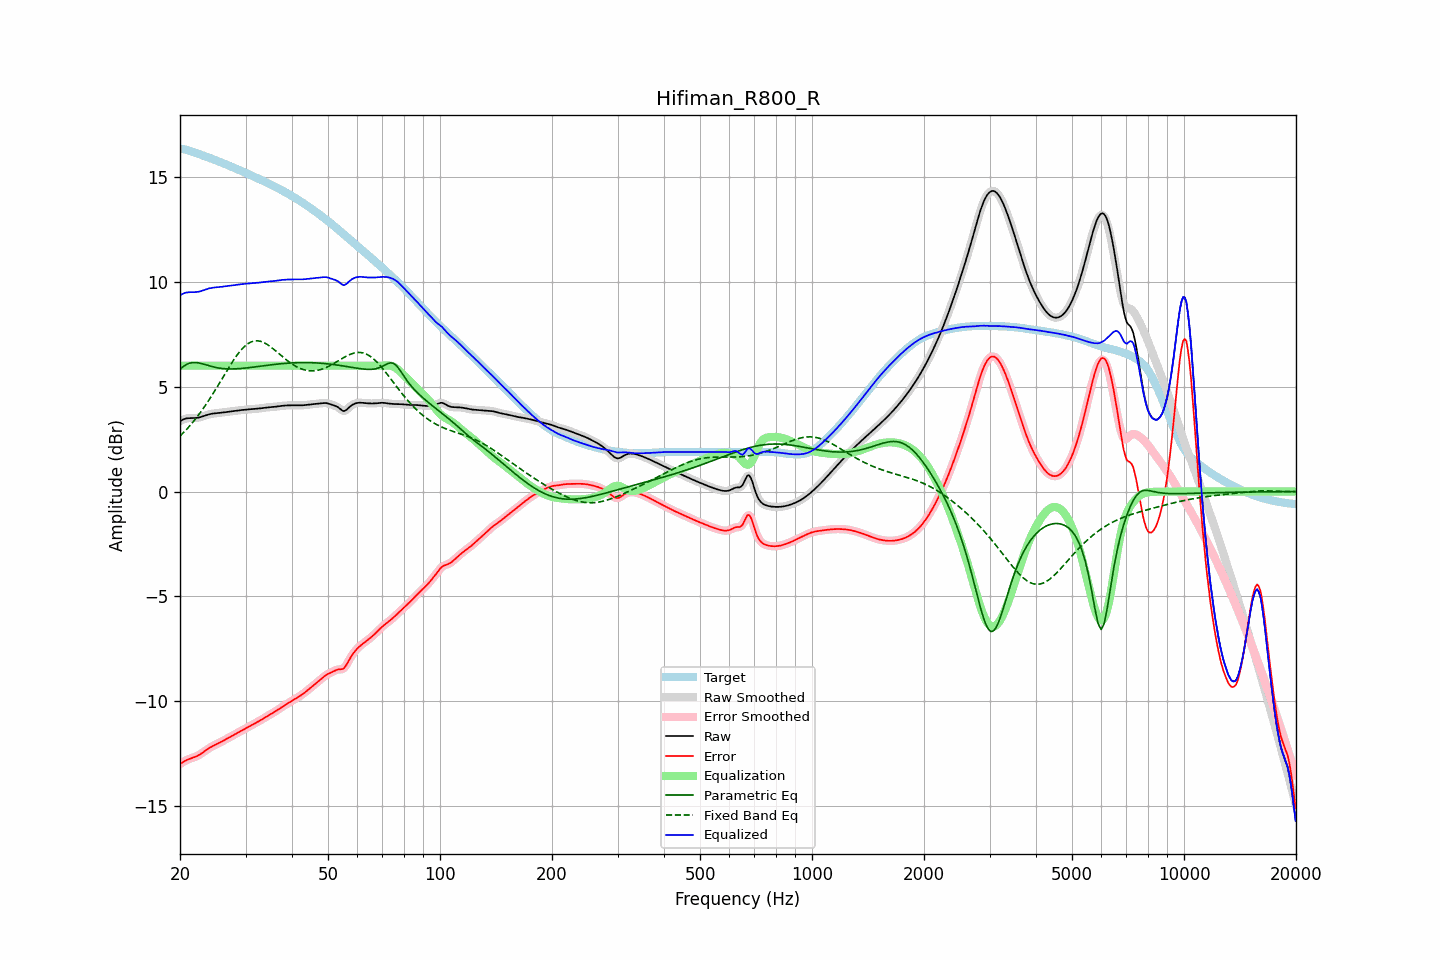 Hifiman_R800_R
Amplitude (dBr)
15
10
5
0
−5
−10
−15
Target
Raw Smoothed
Error Smoothed
Raw
Error
Equalization
Parametric Eq
Fixed Band Eq
Equalized
20 50 100 200 500 1000 2000 5000 10000 20000
Frequency (Hz)